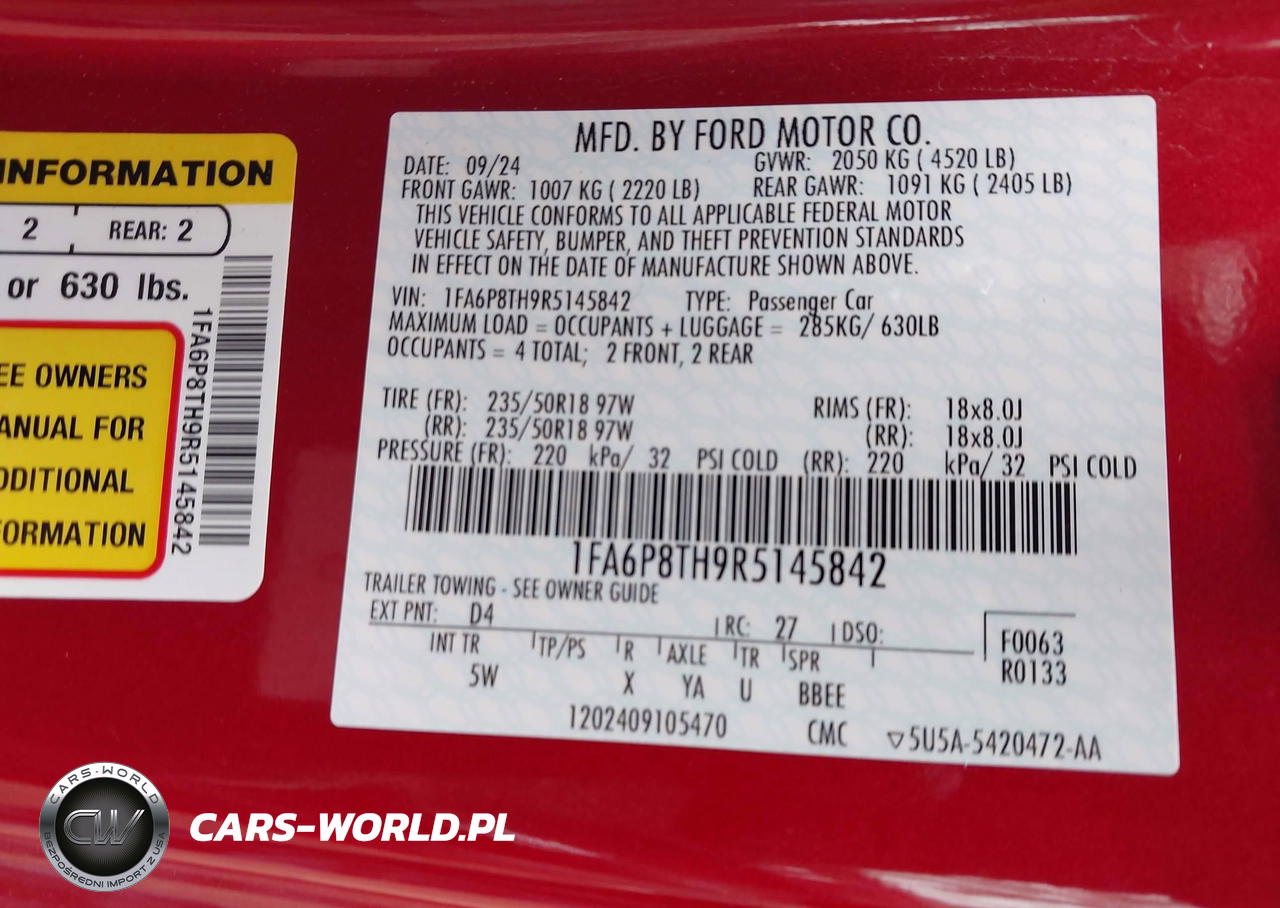 INFORMATION
2 REAR: 2
or 630 lbs.
EE OWNERS
ANUAL FOR
DDITIONAL
FORMATION
1FA6P8TH9R5145842
MFD. BY FORD MOTOR CO.
DATE: 09/24 GVWR: 2050 KG ( 4520 LB)
FRONT GAWR: 1007 KG ( 2220 LB) REAR GAWR: 1091 KG ( 2405 LB)
THIS VEHICLE CONFORMS TO ALL APPLICABLE FEDERAL MOTOR
VEHICLE SAFETY, BUMPER, AND THEFT PREVENTION STANDARDS
IN EFFECT ON THE DATE OF MANUFACTURE SHOWN ABOVE.
VIN: 1FA6P8TH9R5145842 TYPE: Passenger Car
MAXIMUM LOAD = OCCUPANTS + LUGGAGE = 285KG/ 630LB
OCCUPANTS = 4 TOTAL; 2 FRONT, 2 REAR
TIRE (FR): 235/50R18 97W RIMS (FR): 18x8.0J
(RR): 235/50R18 97W (RR): 18x8.0J
PRESSURE (FR): 220 kPa/ 32 PSI COLD (RR): 220 kPa/ 32 PSI COLD
1FA6P8TH9R5145842
TRAILER TOWING - SEE OWNER GUIDE
EXT PNT: D4 RC: 27 DSO:
F0063
R0133
INT TR TP/PS R AXLE TR SPR
5W X YA U BBEE
1202409105470 CMC ▽5U5A-5420472-AA
CARS-WORLD
CW
BEZPOŚREDNI IMPORT Z USA
CARS-WORLD.PL